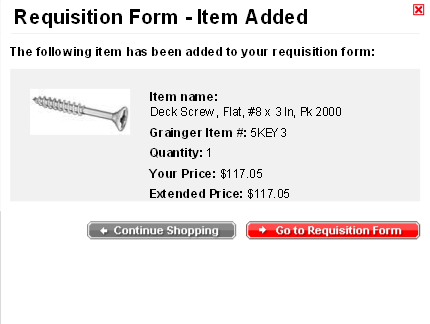 Requisition Form - Item Added
The following item has been added to your requisition form:
Item name:
Deck Screw, Flat, #8 x 3 In, Pk 2000
Grainger Item #: 5KEY3
Quantity: 1
Your Price: $117.05
Extended Price: $117.05
Continue Shopping
Go to Requisition Form